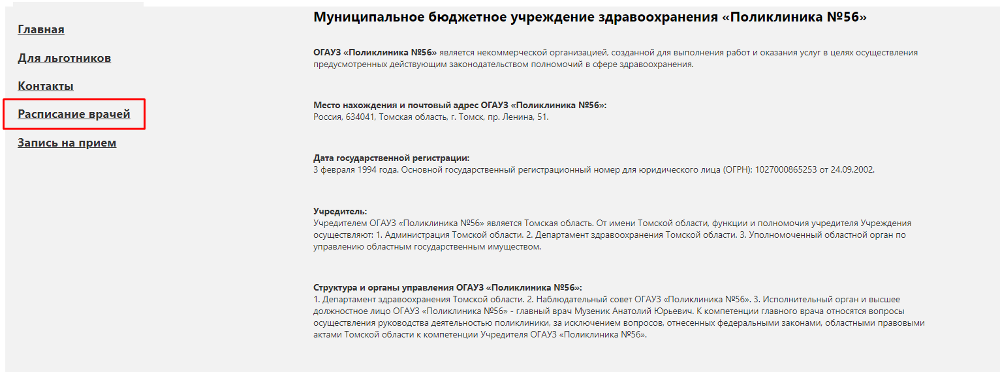 Главная
Для льготников
Контакты
Расписание врачей
Запись на прием
Муниципальное бюджетное учреждение здравоохранения «Поликлиника №56»
ОГАУЗ «Поликлиника №56» является некоммерческой организацией, созданной для выполнения работ и оказания услуг в целях осуществления
предусмотренных действующим законодательством полномочий в сфере здравоохранения.
Место нахождения и почтовый адрес ОГАУЗ «Поликлиника №56»:
Россия, 634041, Томская область, г. Томск, пр. Ленина, 51.
Дата государственной регистрации:
3 февраля 1994 года. Основной государственный регистрационный номер для юридического лица (ОГРН): 1027000865253 от 24.09.2002.
Учредитель:
Учредителем ОГАУЗ «Поликлиника №56» является Томская область. От имени Томской области, функции и полномочия учредителя Учреждения
осуществляют: 1. Администрация Томской области. 2. Департамент здравоохранения Томской области. 3. Уполномоченный областной орган по
управлению областным государственным имуществом.
Структура и органы управления ОГАУЗ «Поликлиника №56»:
1. Департамент здравоохранения Томской области. 2. Наблюдательный совет ОГАУЗ «Поликлиника №56». 3. Исполнительный орган и высшее
должностное лицо ОГАУЗ «Поликлиника №56» - главный врач Музеник Анатолий Юрьевич. К компетенции главного врача относятся вопросы
осуществления руководства деятельностью поликлиники, за исключением вопросов, отнесенных федеральными законами, областными правовыми
актами Томской области к компетенции Учредителя ОГАУЗ «Поликлиника №56».